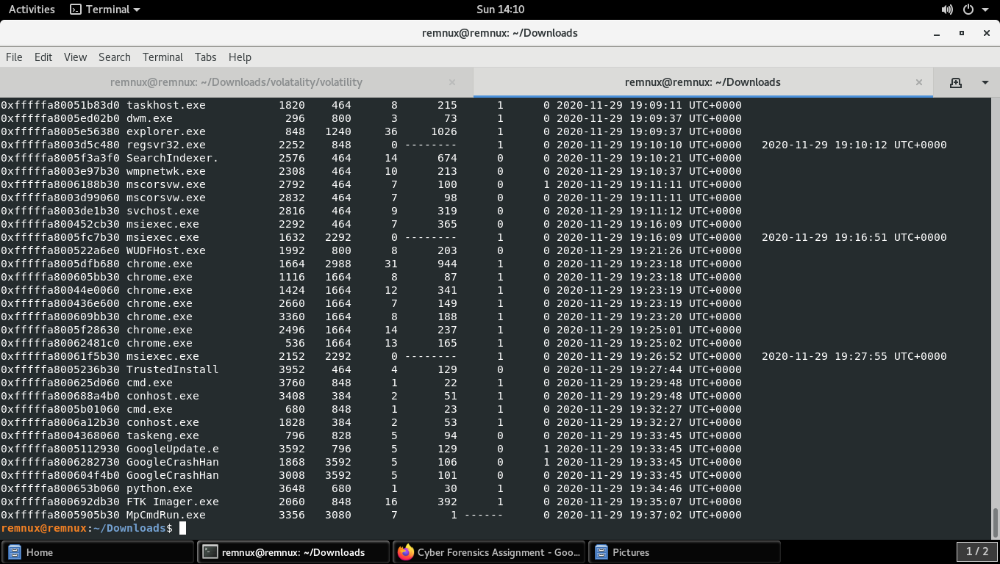 Activities Terminal Sun 14:10
remnux@remnux: ~/Downloads
File Edit View Search Terminal Tabs Help
remnux@remnux: ~/Downloads/volatality/volatility remnux@remnux: ~/Downloads
0xfffffa80051b83d0 taskhost.exe 1820 464 8 215 1 0 2020-11-29 19:09:11 UTC+0000
0xfffffa8005ed02b0 dwm.exe 296 800 3 73 1 0 2020-11-29 19:09:37 UTC+0000
0xfffffa8005e56380 explorer.exe 848 1240 36 1026 1 0 2020-11-29 19:09:37 UTC+0000
0xfffffa8003d5c480 regsvr32.exe 2252 848 0 -------- 1 0 2020-11-29 19:10:10 UTC+0000 2020-11-29 19:10:12 UTC+0000
0xfffffa8005f3a3f0 SearchIndexer. 2576 464 14 674 0 0 2020-11-29 19:10:21 UTC+0000
0xfffffa8003e97b30 wmpnetwk.exe 2308 464 10 213 0 0 2020-11-29 19:10:37 UTC+0000
0xfffffa8006188b30 mscorsvw.exe 2792 464 7 100 0 1 2020-11-29 19:11:11 UTC+0000
0xfffffa8003d99060 mscorsvw.exe 2832 464 7 98 0 0 2020-11-29 19:11:11 UTC+0000
0xfffffa8003de1b30 svchost.exe 2816 464 9 319 0 0 2020-11-29 19:11:12 UTC+0000
0xfffffa800452cb30 msiexec.exe 2292 464 7 365 0 0 2020-11-29 19:16:09 UTC+0000
0xfffffa8005fc7b30 msiexec.exe 1632 2292 0 -------- 1 0 2020-11-29 19:16:09 UTC+0000 2020-11-29 19:16:51 UTC+0000
0xfffffa800522a6e0 WUDFHost.exe 1992 800 8 203 0 0 2020-11-29 19:21:26 UTC+0000
0xfffffa8005dfb680 chrome.exe 1664 2988 31 944 1 0 2020-11-29 19:23:18 UTC+0000
0xfffffa800605bb30 chrome.exe 1116 1664 8 87 1 0 2020-11-29 19:23:18 UTC+0000
0xfffffa80044e0060 chrome.exe 1424 1664 12 341 1 0 2020-11-29 19:23:19 UTC+0000
0xfffffa800436e600 chrome.exe 2660 1664 7 149 1 0 2020-11-29 19:23:19 UTC+0000
0xfffffa800609bb30 chrome.exe 3360 1664 8 188 1 0 2020-11-29 19:23:20 UTC+0000
0xfffffa8005f28630 chrome.exe 2496 1664 14 237 1 0 2020-11-29 19:25:01 UTC+0000
0xfffffa80062481c0 chrome.exe 536 1664 13 165 1 0 2020-11-29 19:25:02 UTC+0000
0xfffffa80061f5b30 msiexec.exe 2152 2292 0 -------- 1 0 2020-11-29 19:26:52 UTC+0000 2020-11-29 19:27:55 UTC+0000
0xfffffa8005236b30 TrustedInstall 3952 464 4 129 0 0 2020-11-29 19:27:44 UTC+0000
0xfffffa800625d060 cmd.exe 3760 848 1 22 1 0 2020-11-29 19:29:48 UTC+0000
0xfffffa800688a4b0 conhost.exe 3408 384 2 51 1 0 2020-11-29 19:29:48 UTC+0000
0xfffffa8005b01060 cmd.exe 680 848 1 23 1 0 2020-11-29 19:32:27 UTC+0000
0xfffffa8006a12b30 conhost.exe 1828 384 2 53 1 0 2020-11-29 19:32:27 UTC+0000
0xfffffa8004368060 taskeng.exe 796 828 5 94 0 0 2020-11-29 19:33:45 UTC+0000
0xfffffa8005112930 GoogleUpdate.e 3592 796 5 129 0 1 2020-11-29 19:33:45 UTC+0000
0xfffffa8006282730 GoogleCrashHan 1868 3592 5 106 0 1 2020-11-29 19:33:45 UTC+0000
0xfffffa800604f4b0 GoogleCrashHan 3008 3592 5 101 0 0 2020-11-29 19:33:45 UTC+0000
0xfffffa800653b060 python.exe 3648 680 1 30 1 0 2020-11-29 19:34:46 UTC+0000
0xfffffa800692db30 FTK Imager.exe 2060 848 16 392 1 0 2020-11-29 19:35:07 UTC+0000
0xfffffa8005905b30 MpCmdRun.exe 3356 3080 7 1 ------ 0 2020-11-29 19:37:02 UTC+0000
remnux@remnux:~/Downloads$
Home remnux@remnux: ~/Downloads Cyber Forensics Assignment - Goo... Pictures 1 / 2